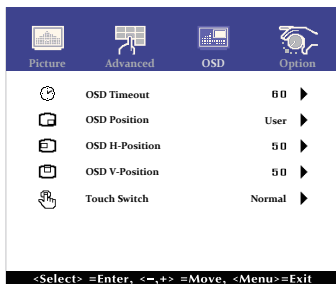 Picture Advanced OSD Option
OSD Timeout 60
OSD Position User
OSD H-Position 50
OSD V-Position 50
Touch Switch Normal
<Select> =Enter, <−,+> =Move, <Menu>=Exit